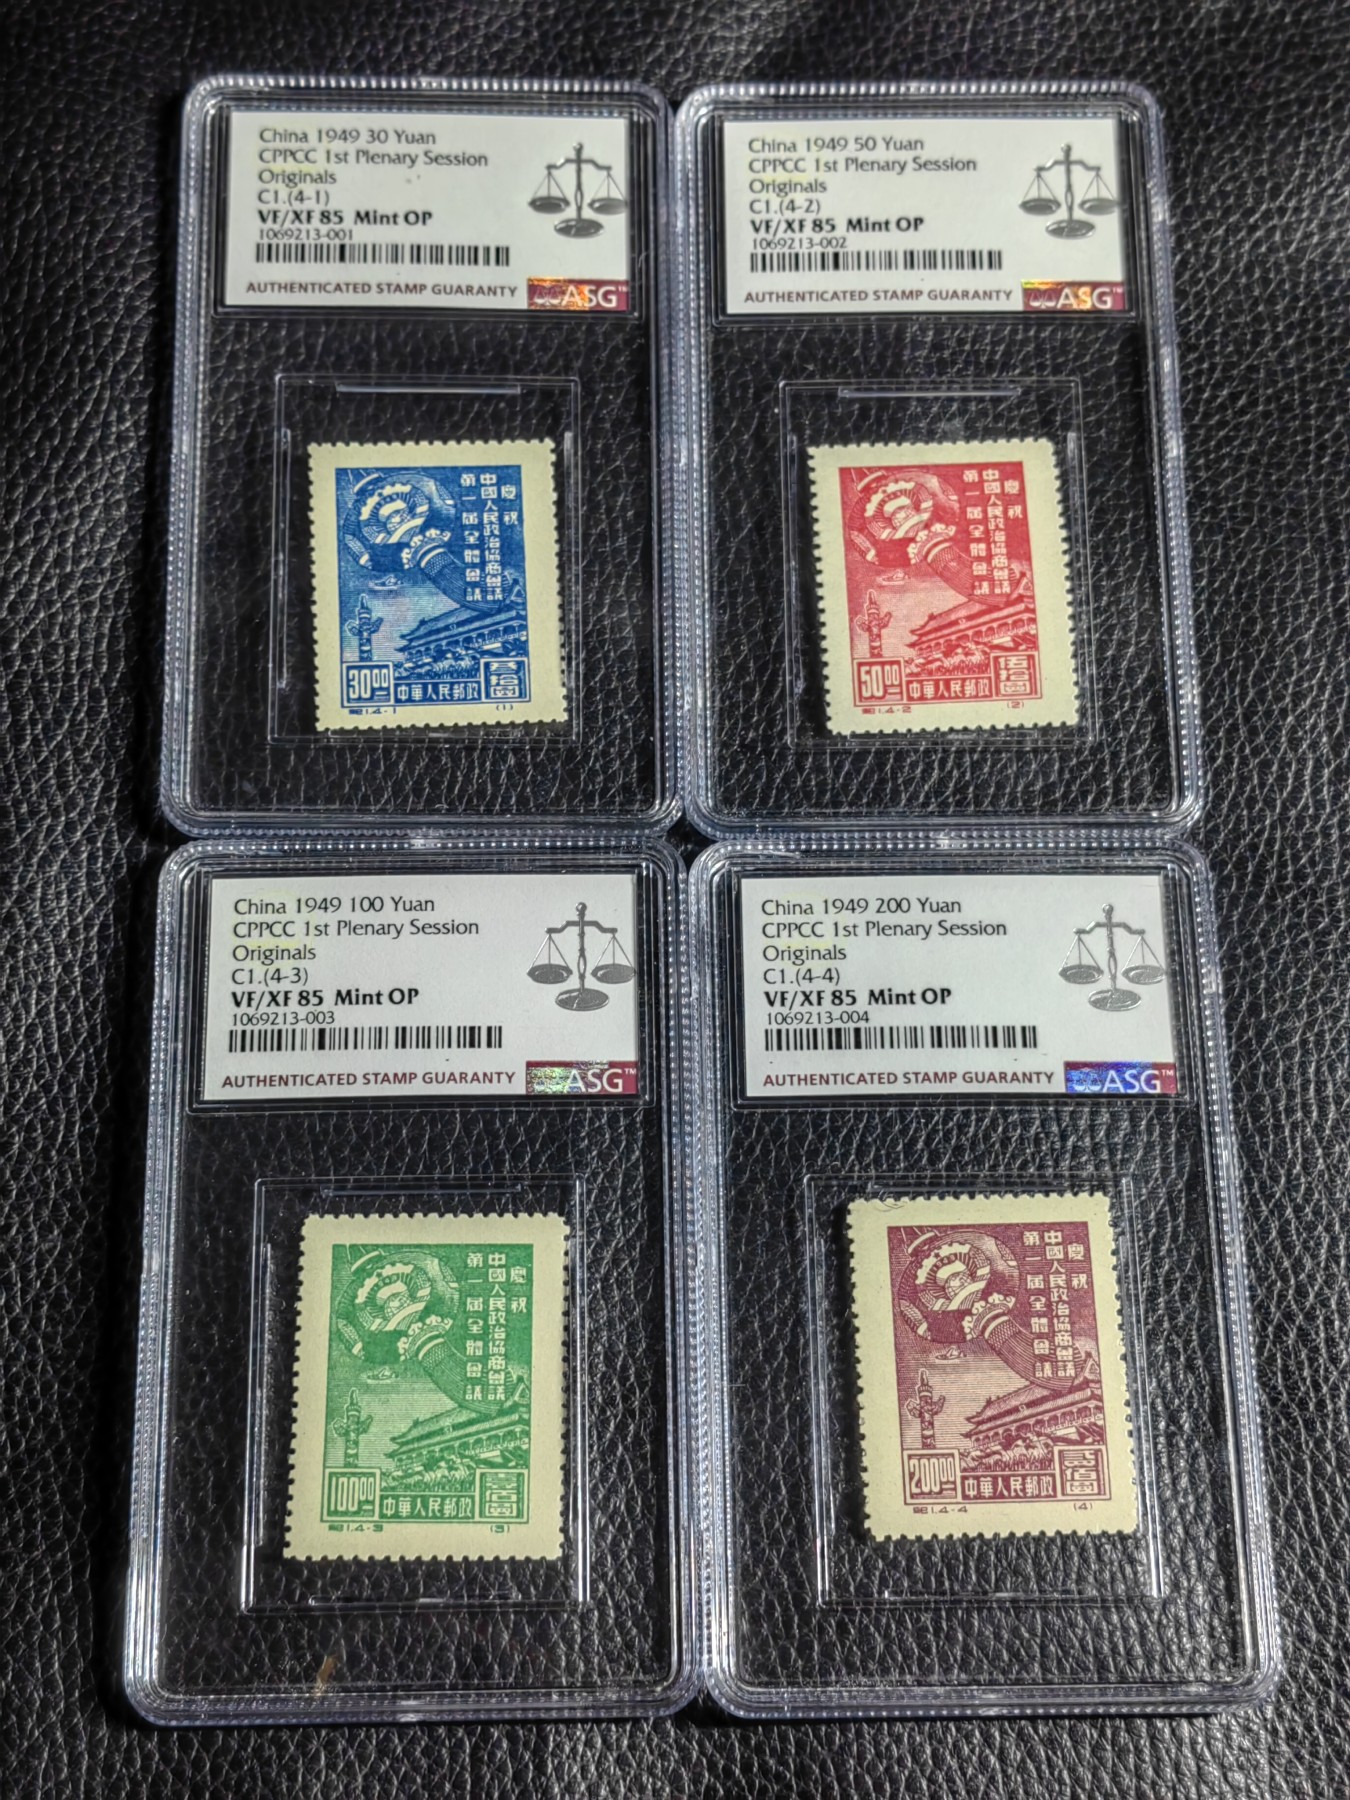 China 1949 30 Yuan
CPPCC 1st Plenary Session
Originals
C1.(4-1)
VF/XF 85 Mint OP
1069213-001
AUTHENTICATED STAMP GUARANTY
ASG™
慶祝
中國人民政治協商會議
第一屆全體會議
30 00
中華人民郵政
叁拾圓
紀1.4-1
(1)
China 1949 50 Yuan
CPPCC 1st Plenary Session
Originals
C1.(4-2)
VF/XF 85 Mint OP
1069213-002
AUTHENTICATED STAMP GUARANTY
ASG™
慶祝
中國人民政治協商會議
第一屆全體會議
50 00
中華人民郵政
伍拾圓
紀1.4-2
(2)
China 1949 100 Yuan
CPPCC 1st Plenary Session
Originals
C1.(4-3)
VF/XF 85 Mint OP
1069213-003
AUTHENTICATED STAMP GUARANTY
ASG™
慶祝
中國人民政治協商會議
第一屆全體會議
100 00
中華人民郵政
壹佰圓
紀1.4-3
(3)
China 1949 200 Yuan
CPPCC 1st Plenary Session
Originals
C1.(4-4)
VF/XF 85 Mint OP
1069213-004
AUTHENTICATED STAMP GUARANTY
ASG™
慶祝
中國人民政治協商會議
第一屆全體會議
200 00
中華人民郵政
貳佰圓
紀1.4-4
(4)